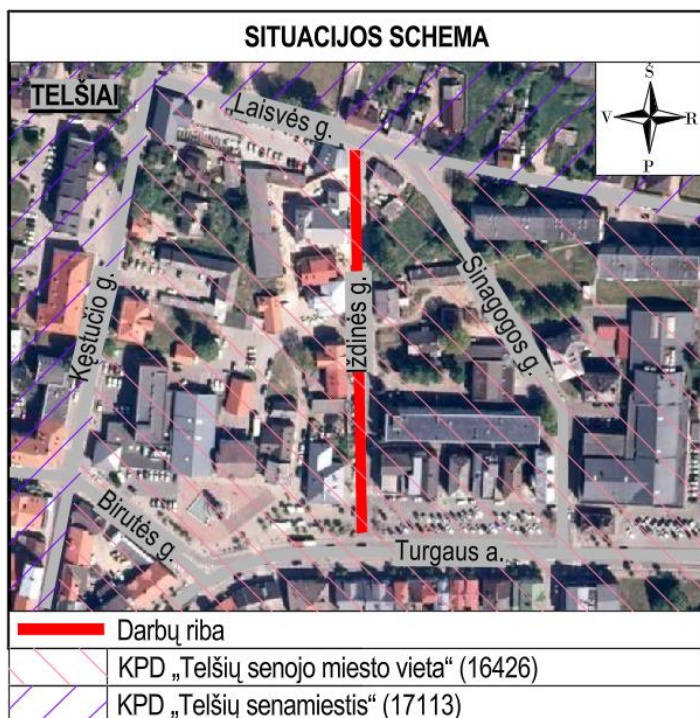 SITUACIJOS SCHEMA
TELŠIAI
Š
V
R
P
Laisvės g.
Kęstučio g.
Iždinės g.
Sinagogos g.
Birutės g.
Turgaus a.
Darbų riba
KPD „Telšių senojo miesto vieta“ (16426)
KPD „Telšių senamiestis“ (17113)